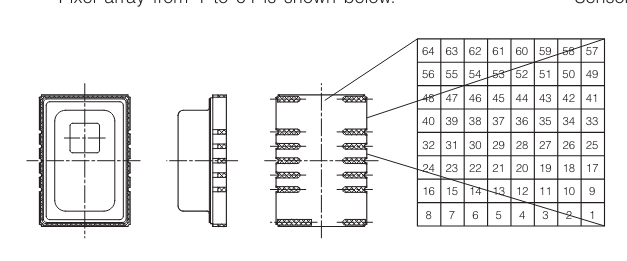 Pixel array from 1 to 64 is shown below.
Sensor
64 63 62 61 60 59 58 57
56 55 54 53 52 51 50 49
48 47 46 45 44 43 42 41
40 39 38 37 36 35 34 33
32 31 30 29 28 27 26 25
24 23 22 21 20 19 18 17
16 15 14 13 12 11 10 9
8 7 6 5 4 3 2 1